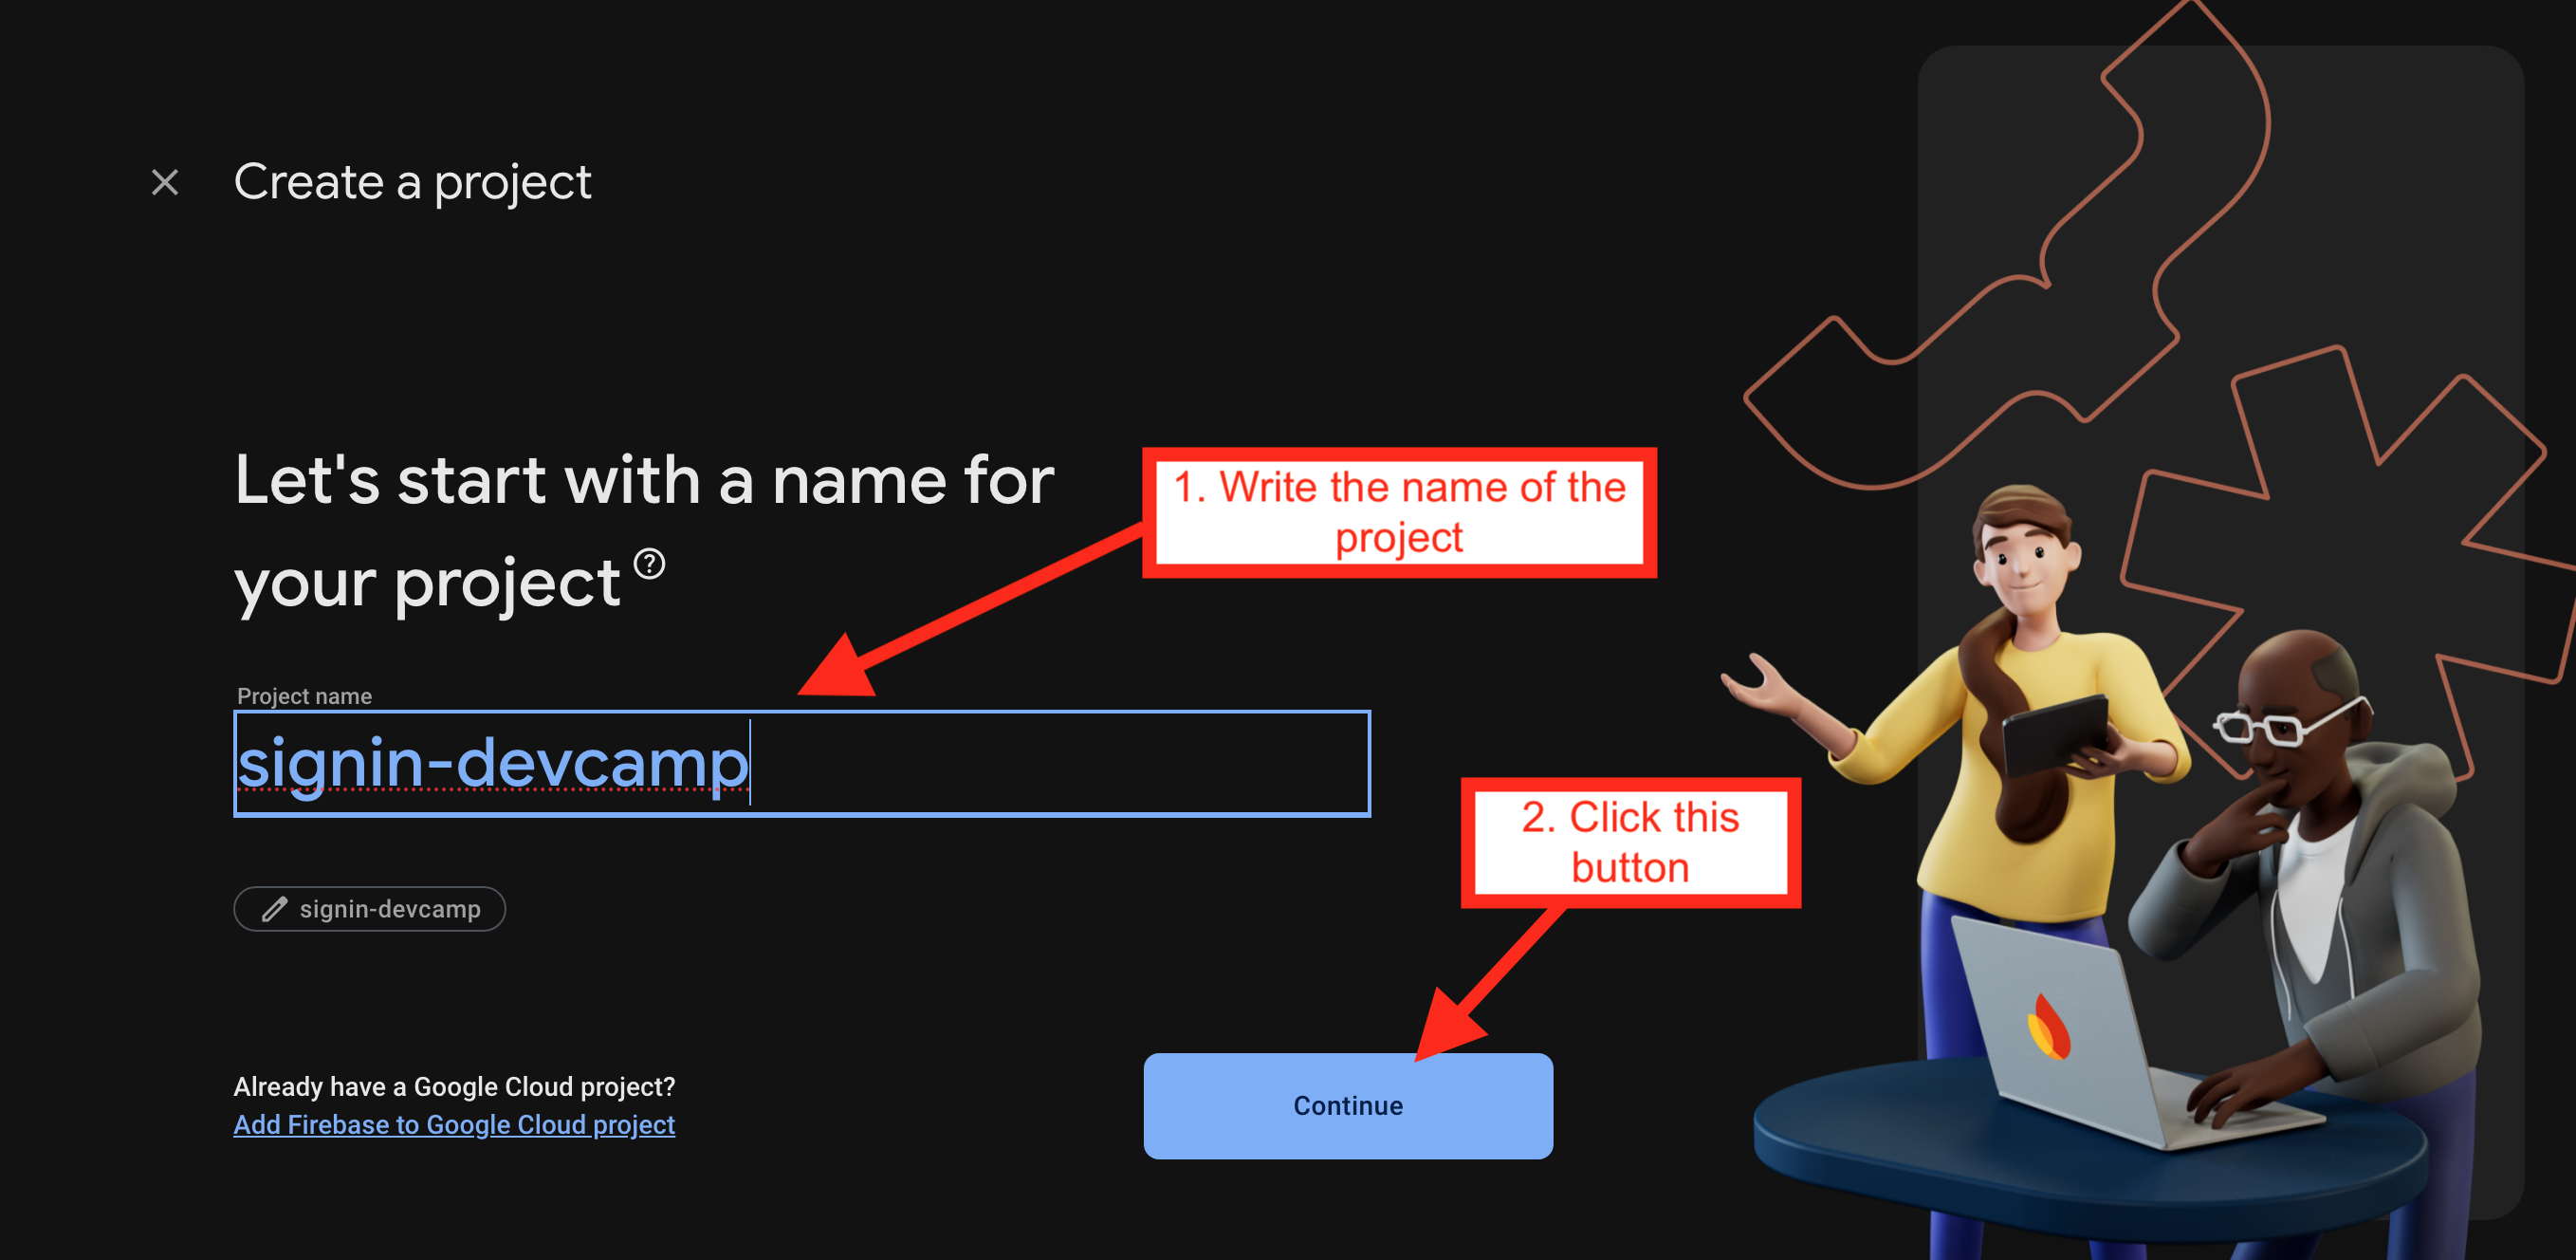 Create a project
Let's start with a name for
your project
1. Write the name of the
project
Project name
signin-devcamp
2. Click this
button
signin-devcamp
Already have a Google Cloud project?
Add Firebase to Google Cloud project
Continue